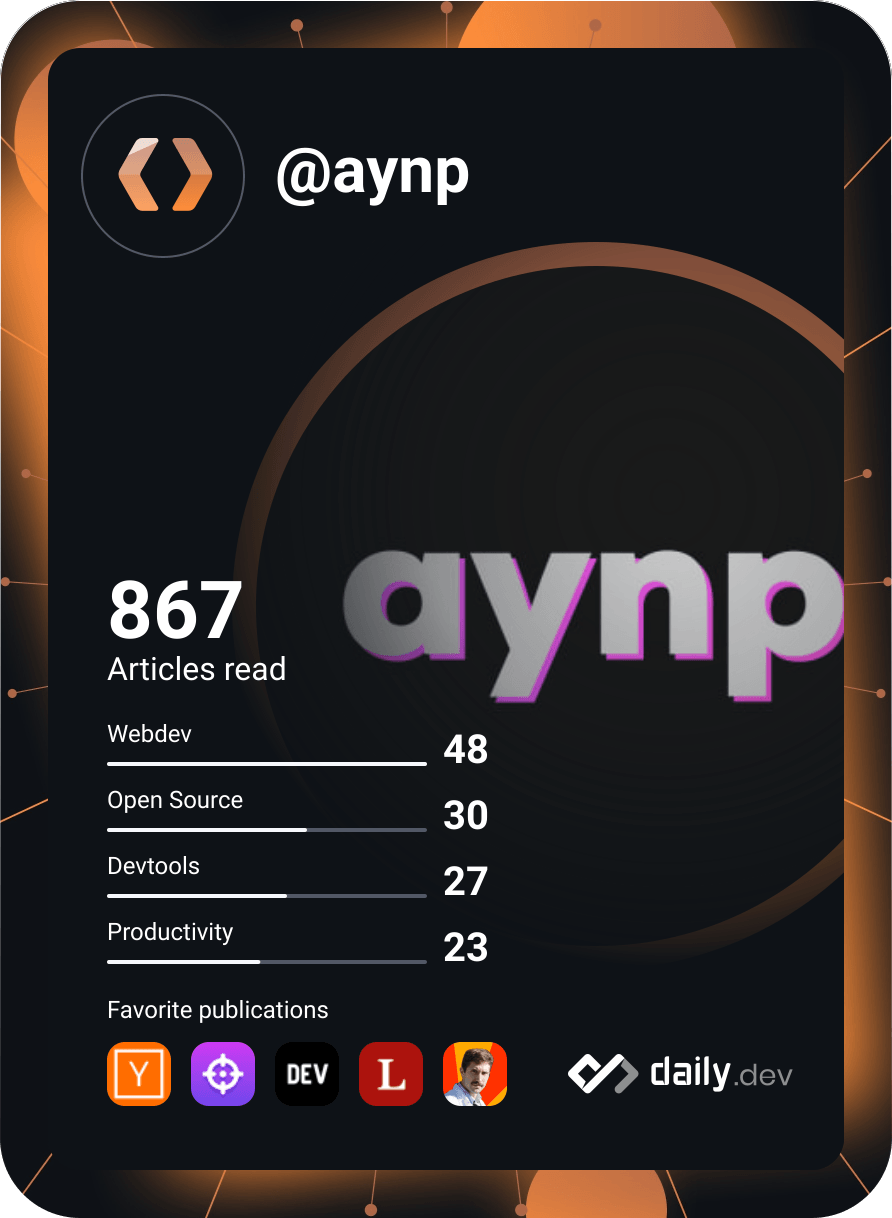 @aynp
aynp
867
Articles read
Webdev
48
Open Source
30
Devtools
27
Productivity
23
Favorite publications
Y
DEV
L
daily.dev